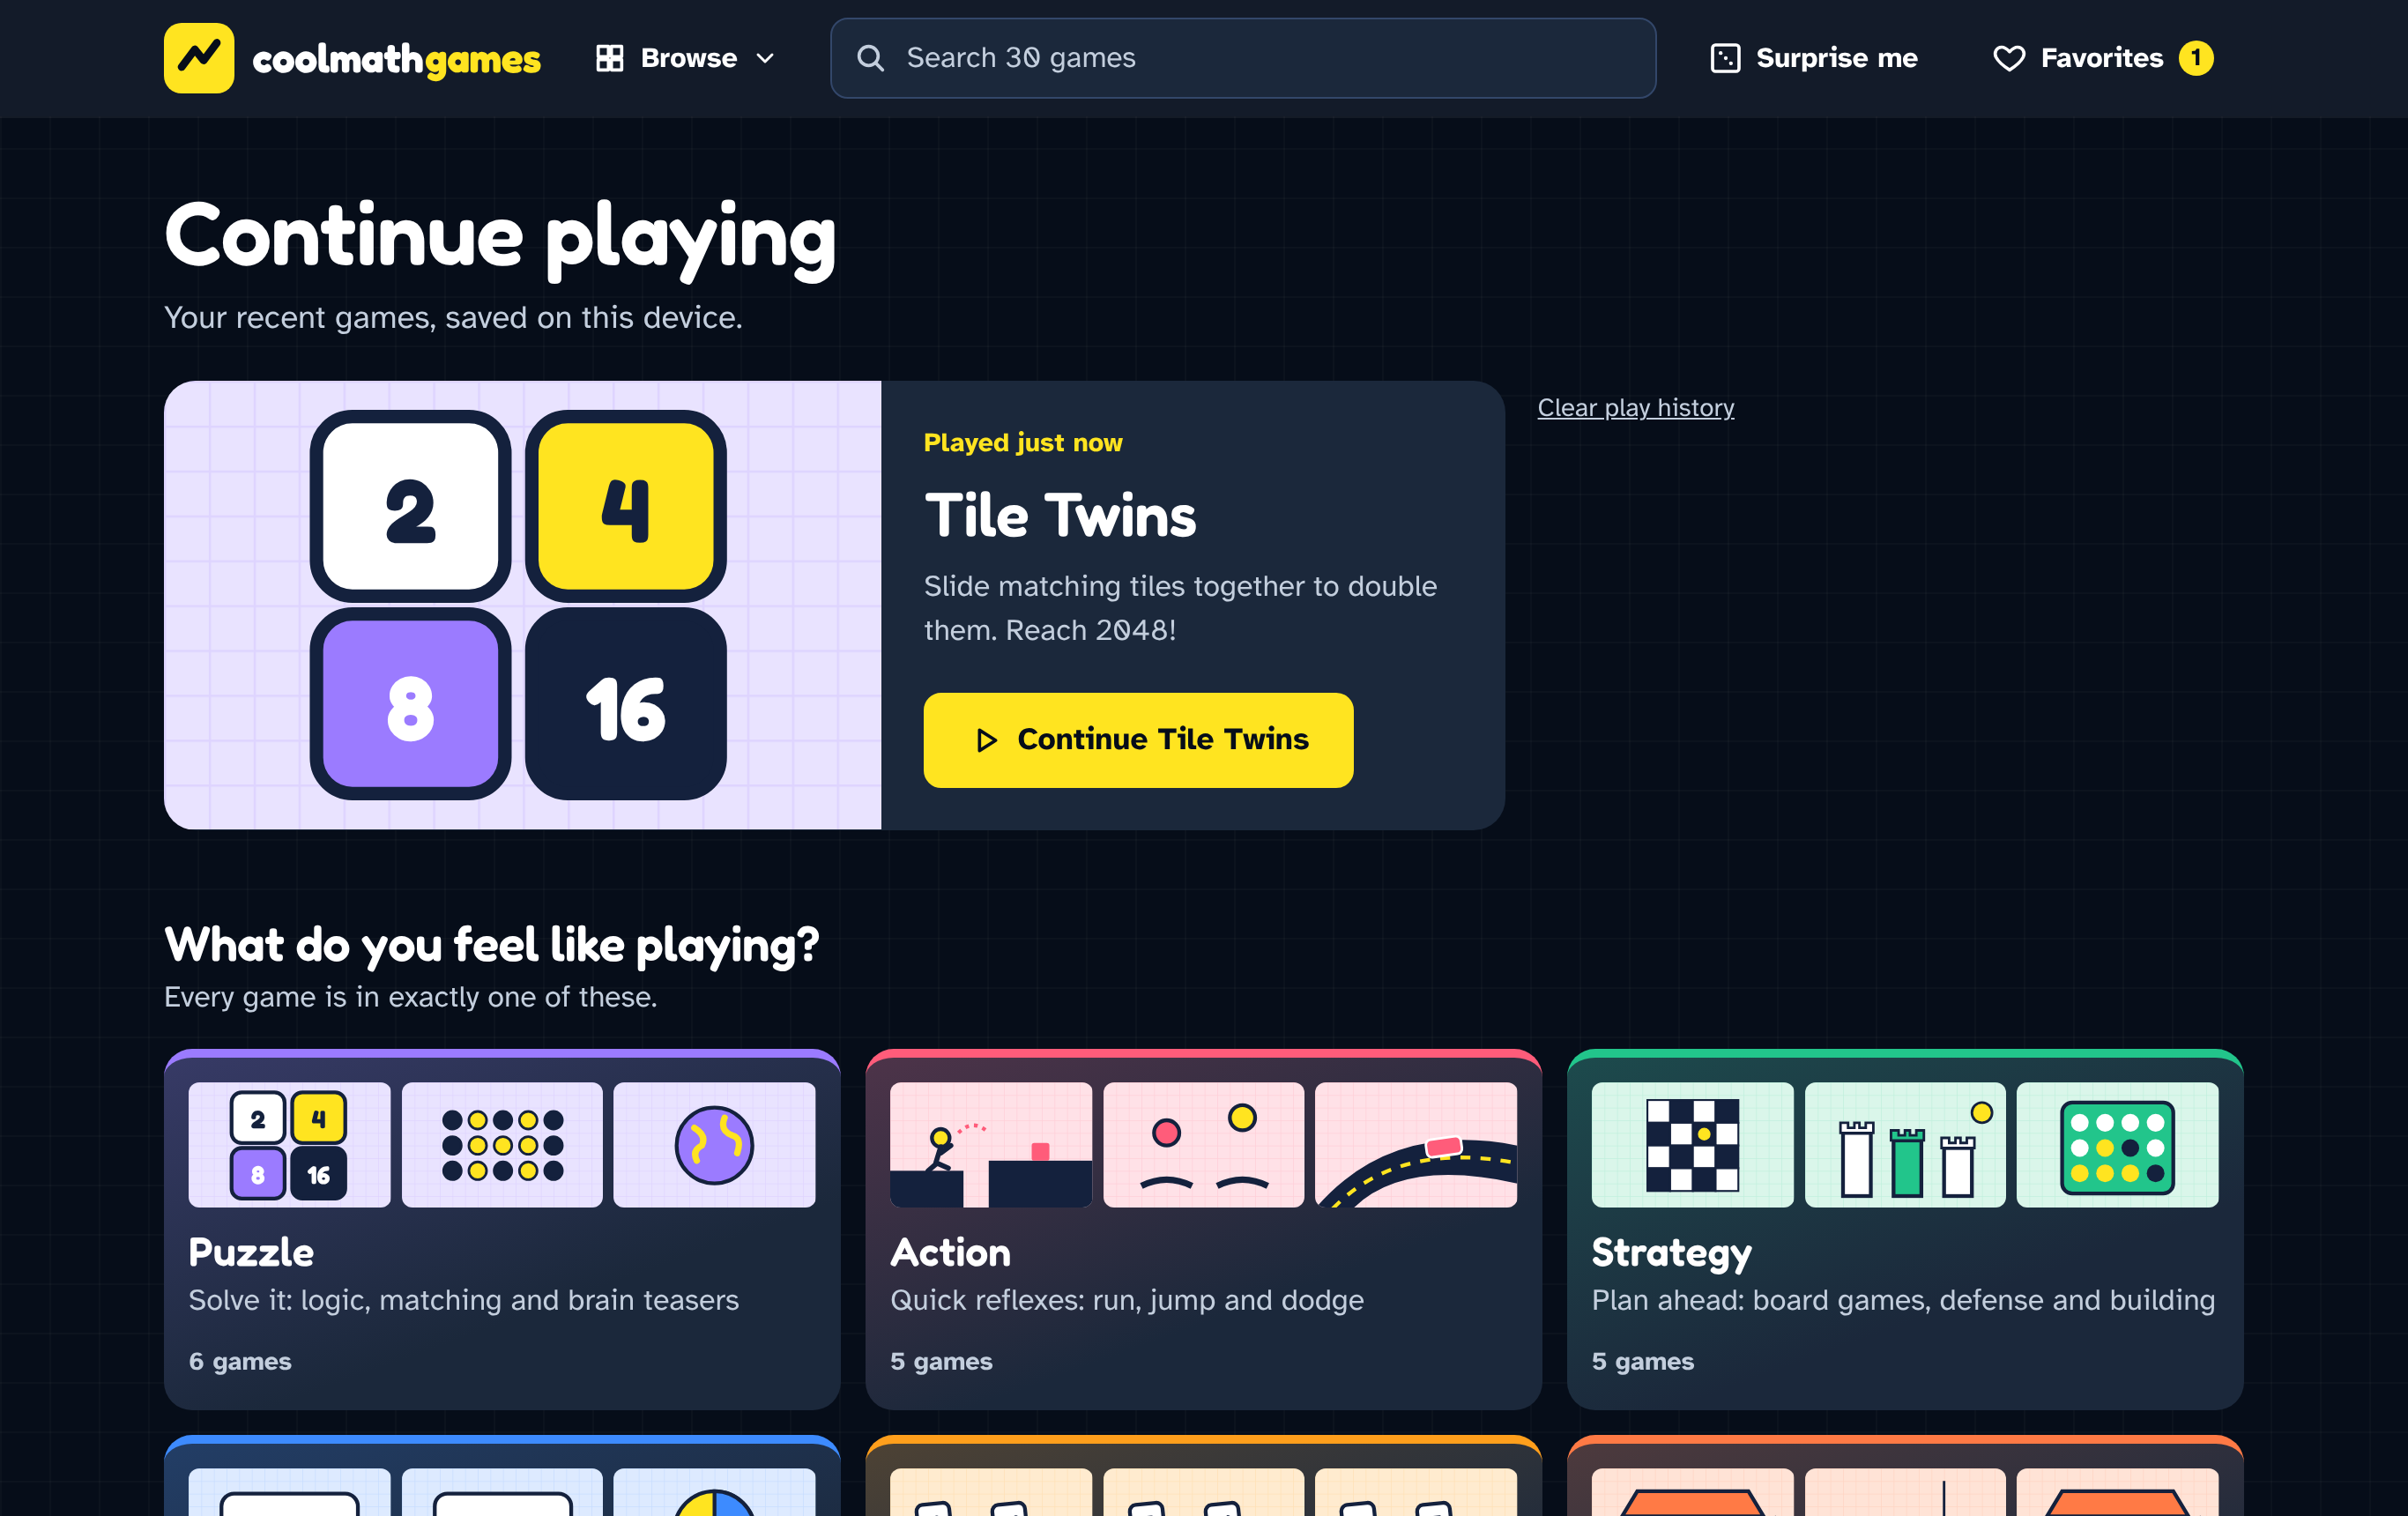 coolmathgames
Browse
Search 30 games
Surprise me
Favorites 1
Continue playing
Your recent games, saved on this device.
2 4
8 16
Played just now
Tile Twins
Slide matching tiles together to double
them. Reach 2048!
Continue Tile Twins
Clear play history
What do you feel like playing?
Every game is in exactly one of these.
2 4
8 16
Puzzle
Solve it: logic, matching and brain teasers
6 games
Action
Quick reflexes: run, jump and dodge
5 games
Strategy
Plan ahead: board games, defense and building
5 games